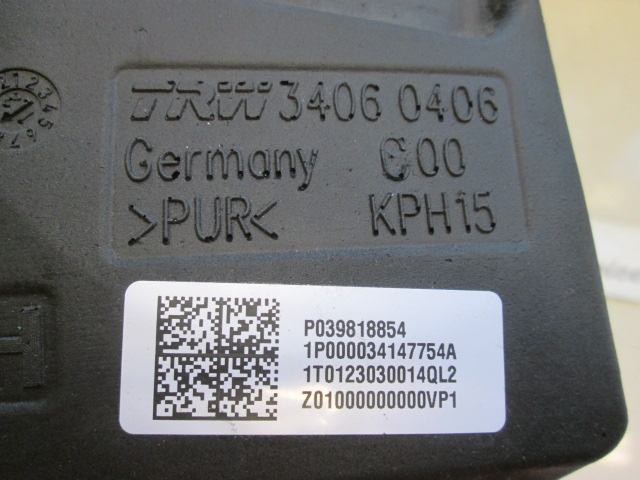 TRW 3406 0406
Germany C00
>PUR< KPH15
P039818854
1P000034147754A
1T0123030014QL2
Z01000000000VP1